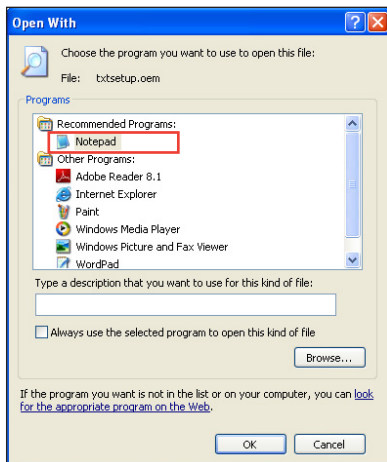 Open With
Choose the program you want to use to open this file:
File: txtsetup.oem
Programs
Recommended Programs:
Notepad
Other Programs:
Adobe Reader 8.1
Internet Explorer
Paint
Windows Media Player
Windows Picture and Fax Viewer
WordPad
Type a description that you want to use for this kind of file:
Always use the selected program to open this kind of file
Browse...
If the program you want is not in the list or on your computer, you can look
for the appropriate program on the Web.
OK Cancel